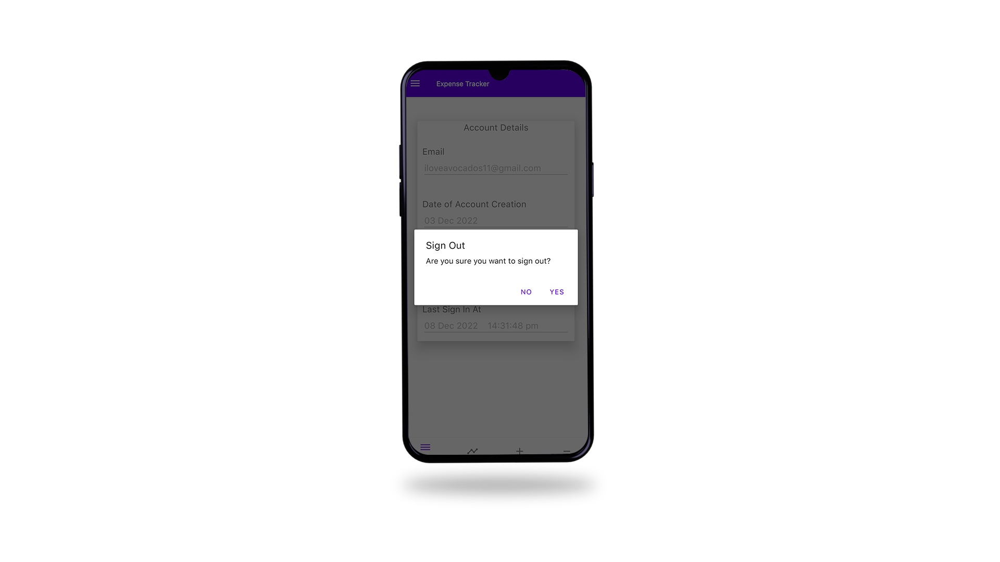 Expense Tracker
Account Details
Email
iloveavocados11@gmail.com
Date of Account Creation
03 Dec 2022
Sign Out
Are you sure you want to sign out?
NO YES
Last Sign In At
08 Dec 2022 14:31:48 pm